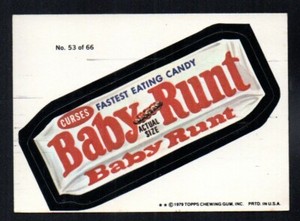 No. 53 of 66
CURSES
FASTEST EATING CANDY
Baby Runt
ACTUAL
SIZE
Baby Runt
★★ © 1979 TOPPS CHEWING GUM, INC. PRTD. IN U.S.A.